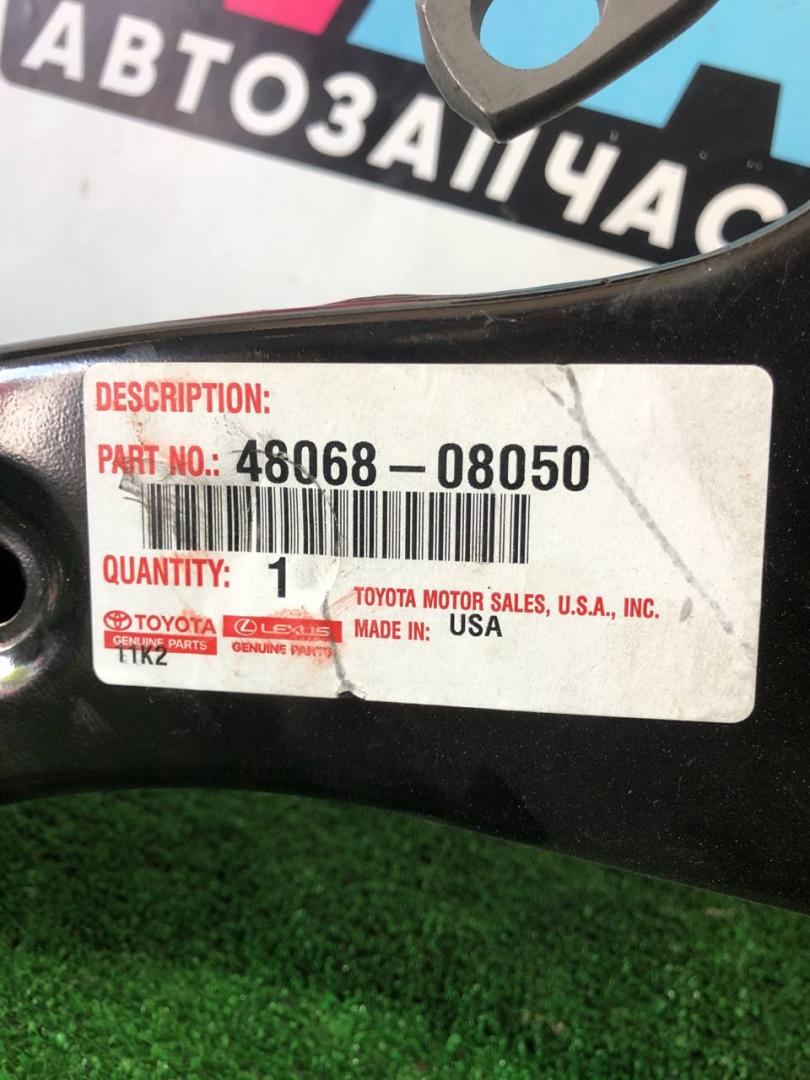 АВТОЗАПЧАС
DESCRIPTION:
PART NO.: 48068-08050
QUANTITY: 1
TOYOTA MOTOR SALES, U.S.A., INC.
MADE IN: USA
TOYOTA
GENUINE PARTS
LEXUS
GENUINE PARTS
11K2